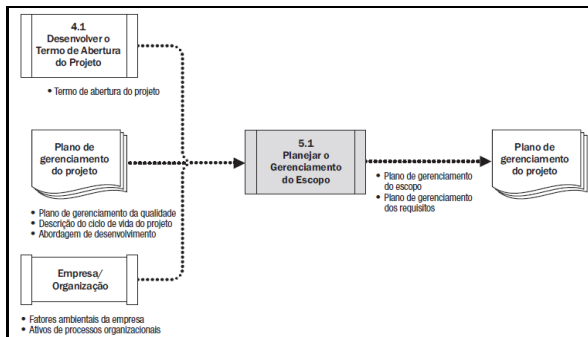 4.1
Desenvolver o
Termo de Abertura
do Projeto
• Termo de abertura do projeto
Plano de
gerenciamento
do projeto
• Plano de gerenciamento da qualidade
• Descrição do ciclo de vida do projeto
• Abordagem de desenvolvimento
Empresa/
Organização
• Fatores ambientais da empresa
• Ativos de processos organizacionais
5.1
Planejar o
Gerenciamento
do Escopo
• Plano de gerenciamento
do escopo
• Plano de gerenciamento
dos requisitos
Plano de
gerenciamento
do projeto